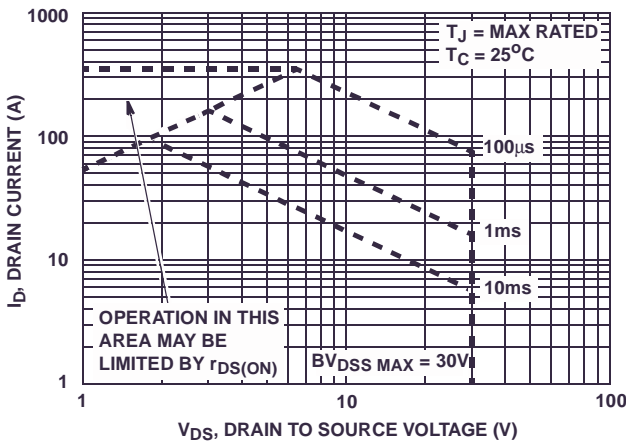 1000
100
10
1
I_D, DRAIN CURRENT (A)
T_J = MAX RATED
T_C = 25°C
100μs
1ms
10ms
OPERATION IN THIS
AREA MAY BE
LIMITED BY r_DS(ON)
BV_DSS MAX = 30V
1
10
100
V_DS, DRAIN TO SOURCE VOLTAGE (V)